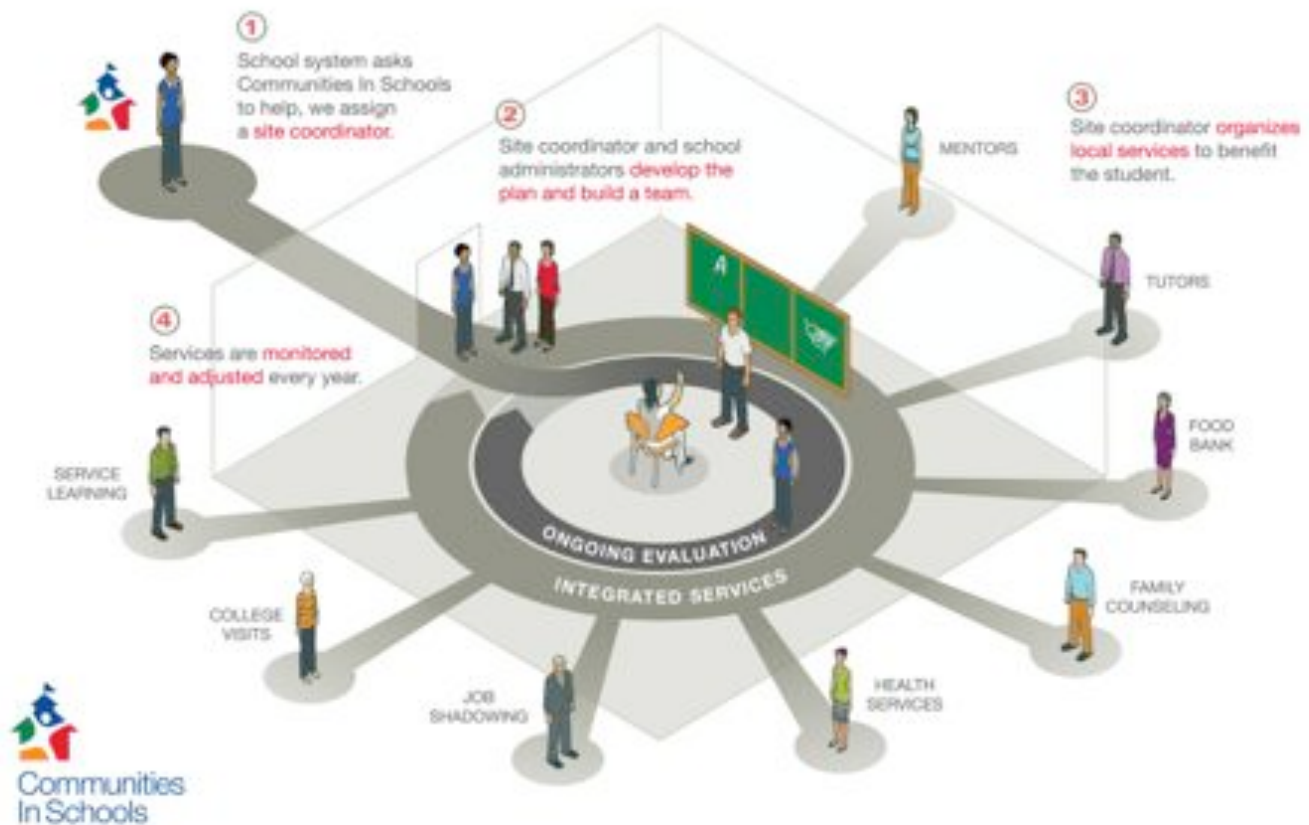 1
School system asks
Communities In Schools
to help, we assign
a site coordinator.
2
Site coordinator and school
administrators develop the
plan and build a team.
3
Site coordinator organizes
local services to benefit
the student.
4
Services are monitored
and adjusted every year.
MENTORS
TUTORS
FOOD
BANK
FAMILY
COUNSELING
HEALTH
SERVICES
JOB
SHADOWING
COLLEGE
VISITS
SERVICE
LEARNING
A
ONGOING EVALUATION
INTEGRATED SERVICES
Communities
In Schools